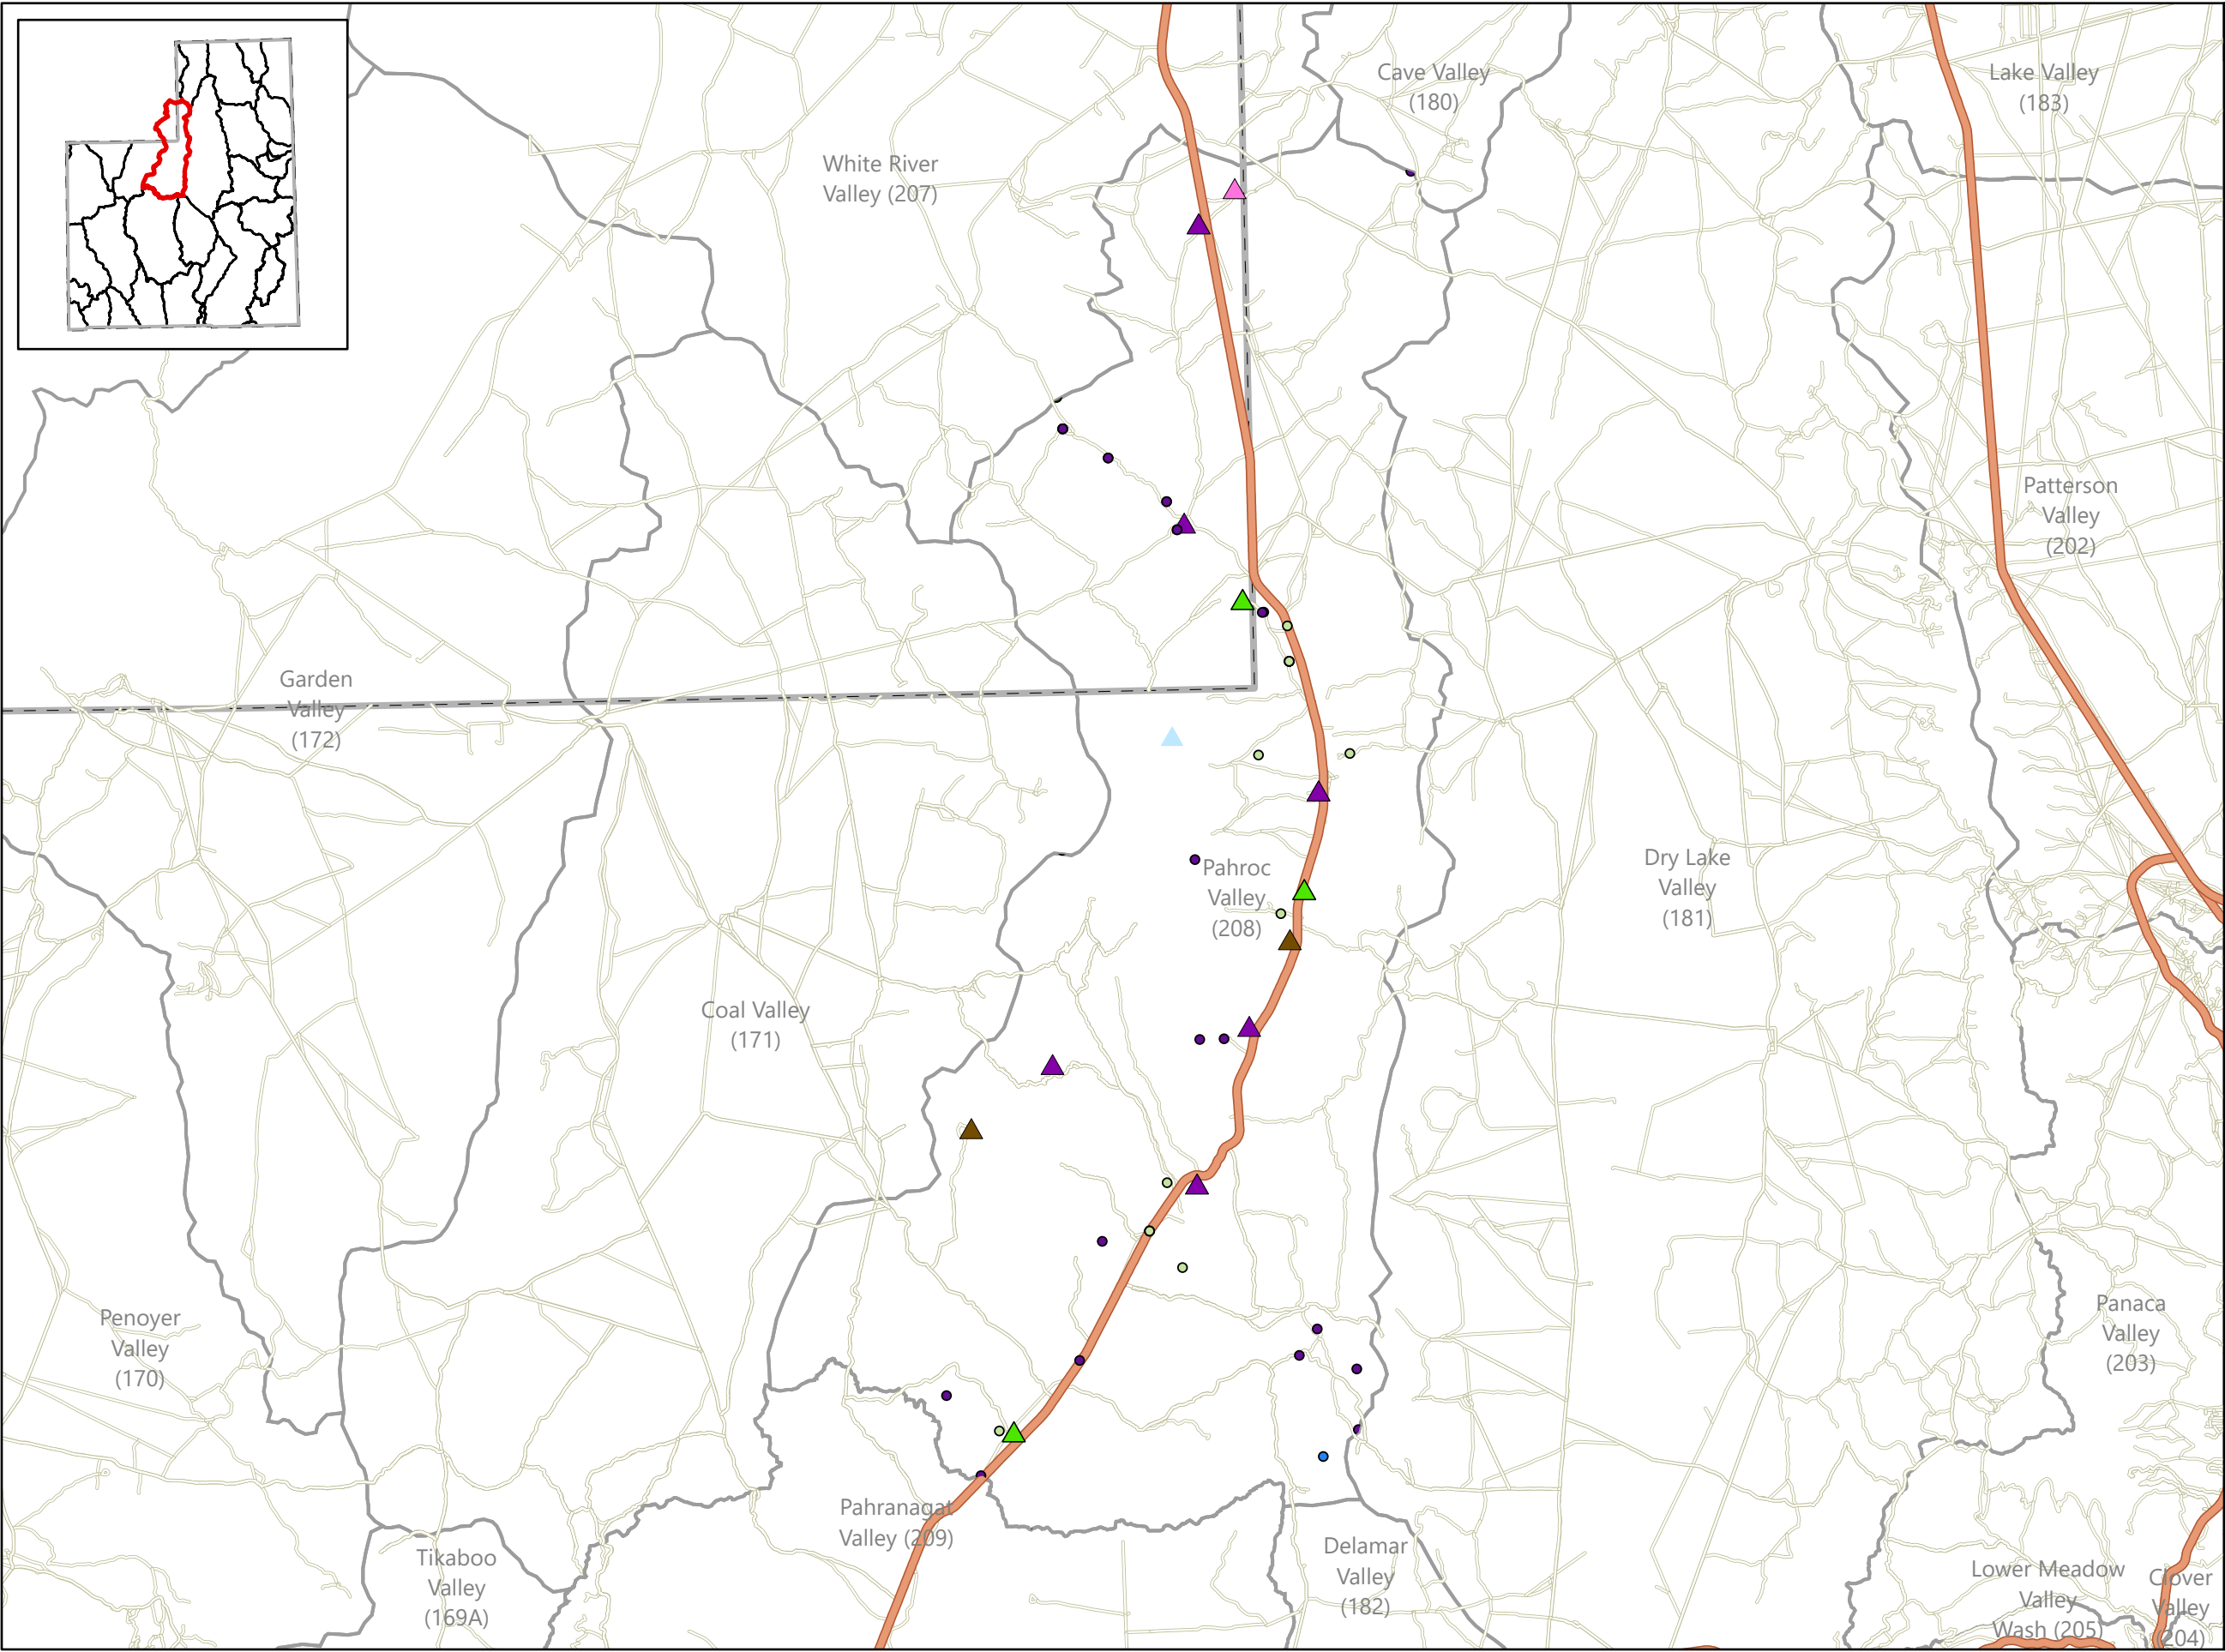 Cave Valley
(180)
Lake Valley
(183)
White River
Valley (207)
Patterson
Valley
(202)
Garden
Valley
(172)
Pahroc
Valley
(208)
Dry Lake
Valley
(181)
Coal Valley
(171)
Penoyer
Valley
(170)
Panaca
Valley
(203)
Pahranagat
Valley (209)
Tikaboo
Valley
(169A)
Delamar
Valley
(182)
Lower Meadow
Valley
Wash (205)
Clover
Valley
(204)